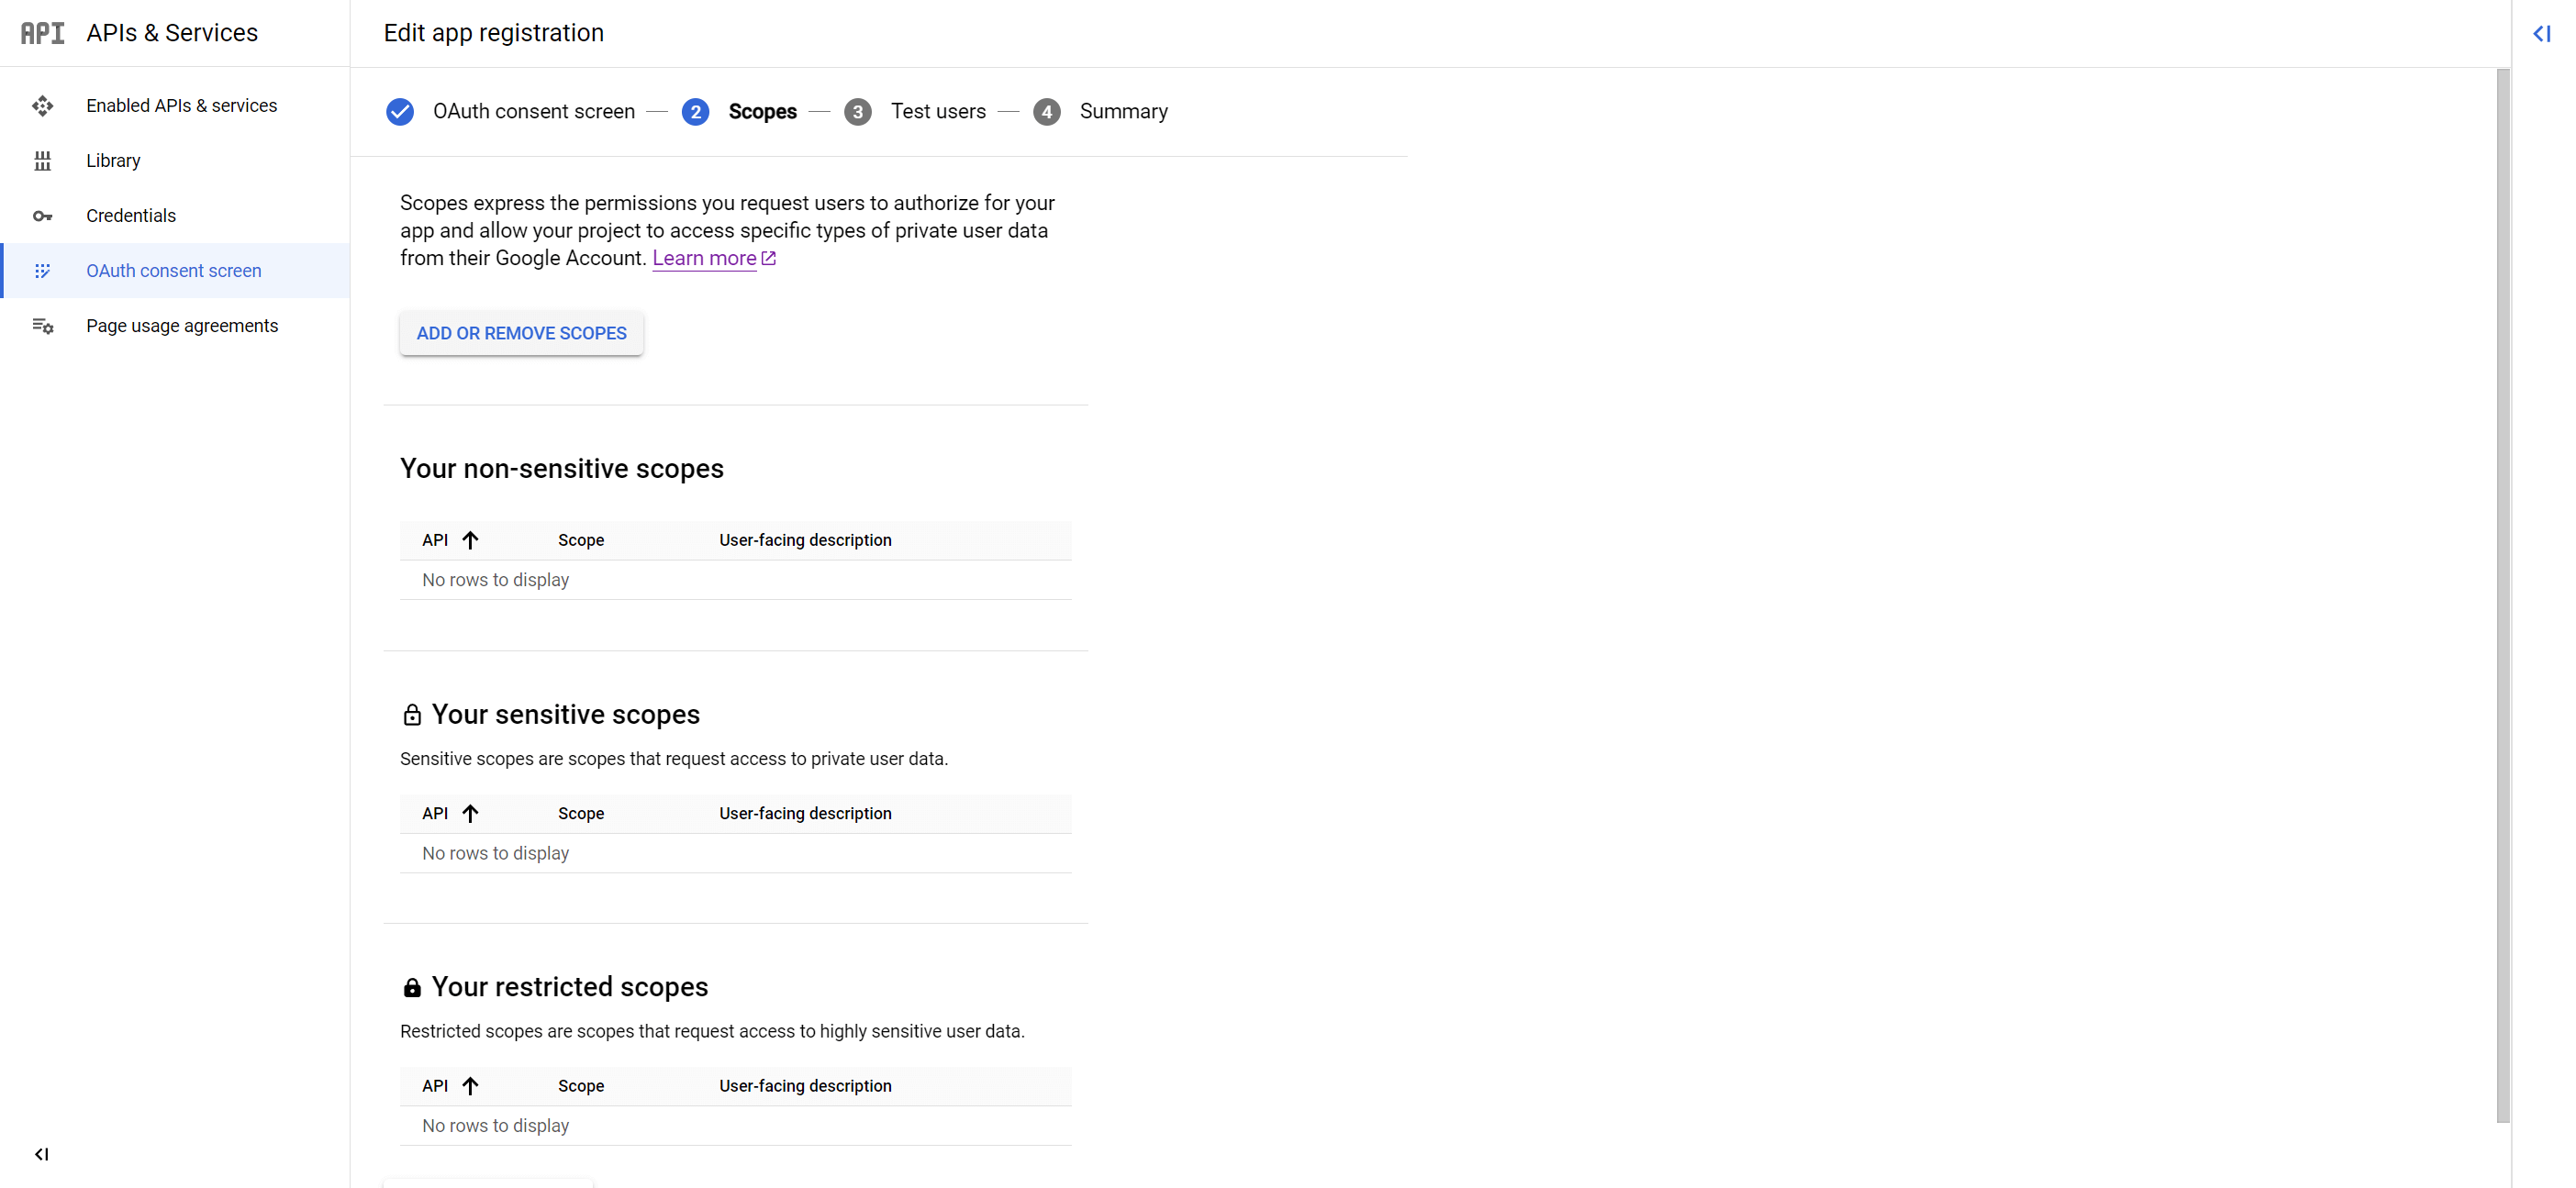 API APIs & Services
Enabled APIs & services
Library
Credentials
OAuth consent screen
Page usage agreements
Edit app registration
OAuth consent screen — 2 Scopes — 3 Test users — 4 Summary
Scopes express the permissions you request users to authorize for your
app and allow your project to access specific types of private user data
from their Google Account. Learn more
ADD OR REMOVE SCOPES
Your non-sensitive scopes
API Scope User-facing description
No rows to display
Your sensitive scopes
Sensitive scopes are scopes that request access to private user data.
API Scope User-facing description
No rows to display
Your restricted scopes
Restricted scopes are scopes that request access to highly sensitive user data.
API Scope User-facing description
No rows to display